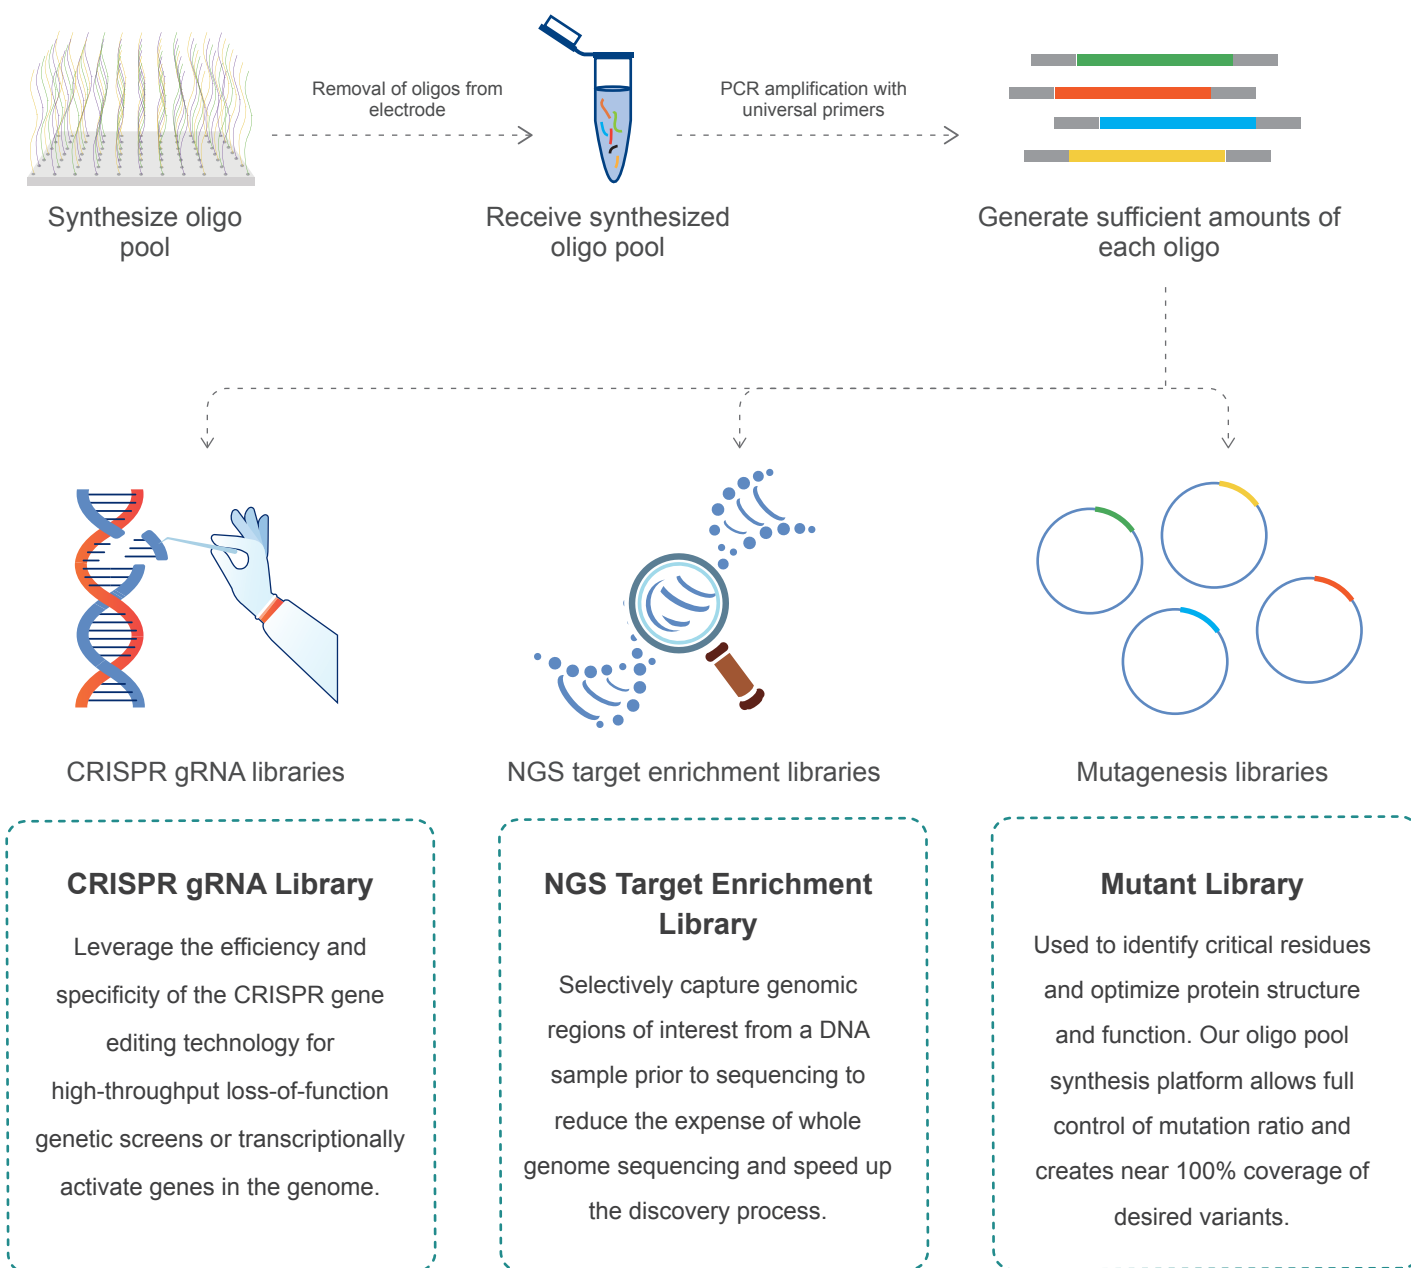 Removal of oligos from
electrode
PCR amplification with
universal primers
Synthesize oligo
pool
Receive synthesized
oligo pool
Generate sufficient amounts of
each oligo
CRISPR gRNA libraries
NGS target enrichment libraries
Mutagenesis libraries
CRISPR gRNA Library
Leverage the efficiency and
specificity of the CRISPR gene
editing technology for
high-throughput loss-of-function
genetic screens or transcriptionally
activate genes in the genome.
NGS Target Enrichment
Library
Selectively capture genomic
regions of interest from a DNA
sample prior to sequencing to
reduce the expense of whole
genome sequencing and speed up
the discovery process.
Mutant Library
Used to identify critical residues
and optimize protein structure
and function. Our oligo pool
synthesis platform allows full
control of mutation ratio and
creates near 100% coverage of
desired variants.